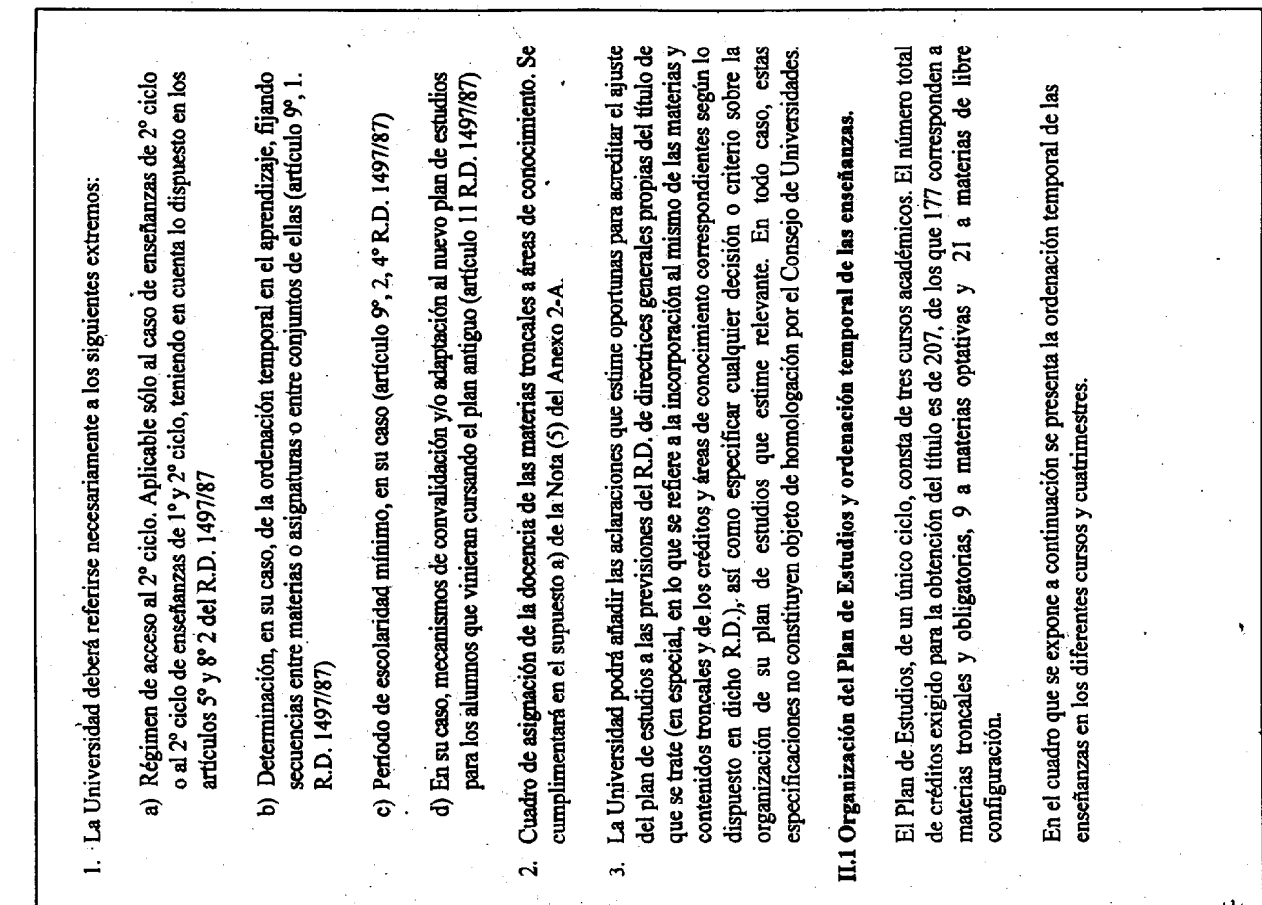 1. La Universidad deberá referirse necesariamente a los siguientes extremos:
a) Régimen de acceso al 2º ciclo. Aplicable sólo al caso de enseñanzas de 2º ciclo
o al 2º ciclo de enseñanzas de 1º y 2º ciclo, teniendo en cuenta lo dispuesto en los
artículos 5º y 8º 2 del R.D. 1497/87
b) Determinación, en su caso, de la ordenación temporal en el aprendizaje, fijando
secuencias entre materias o asignaturas o entre conjuntos de ellas (artículo 9º, 1.
R.D. 1497/87)
c) Período de escolaridad mínimo, en su caso (artículo 9º, 2, 4º R.D. 1497/87)
d) En su caso, mecanismos de convalidación y/o adaptación al nuevo plan de estudios
para los alumnos que vinieran cursando el plan antiguo (artículo 11 R.D. 1497/87)
2. Cuadro de asignación de la docencia de las materias troncales a áreas de conocimiento. Se
cumplimentará en el supuesto a) de la Nota (5) del Anexo 2-A.
3. La Universidad podrá añadir las aclaraciones que estime oportunas para acreditar el ajuste
del plan de estudios a las previsiones del R.D. de directrices generales propias del título de
que se trate (en especial, en lo que se refiere a la incorporación al mismo de las materias y
contenidos troncales y de los créditos y áreas de conocimiento correspondientes según lo
dispuesto en dicho R.D.), así como especificar cualquier decisión o criterio sobre la
organización de su plan de estudios que estime relevante. En todo caso, estas
especificaciones no constituyen objeto de homologación por el Consejo de Universidades.
II.1 Organización del Plan de Estudios y ordenación temporal de las enseñanzas.
El Plan de Estudios, de un único ciclo, consta de tres cursos académicos. El número total
de créditos exigido para la obtención del título es de 207, de los que 177 corresponden a
materias troncales y obligatorias, 9 a materias optativas y 21 a materias de libre
configuración.
En el cuadro que se expone a continuación se presenta la ordenación temporal de las
enseñanzas en los diferentes cursos y cuatrimestres.